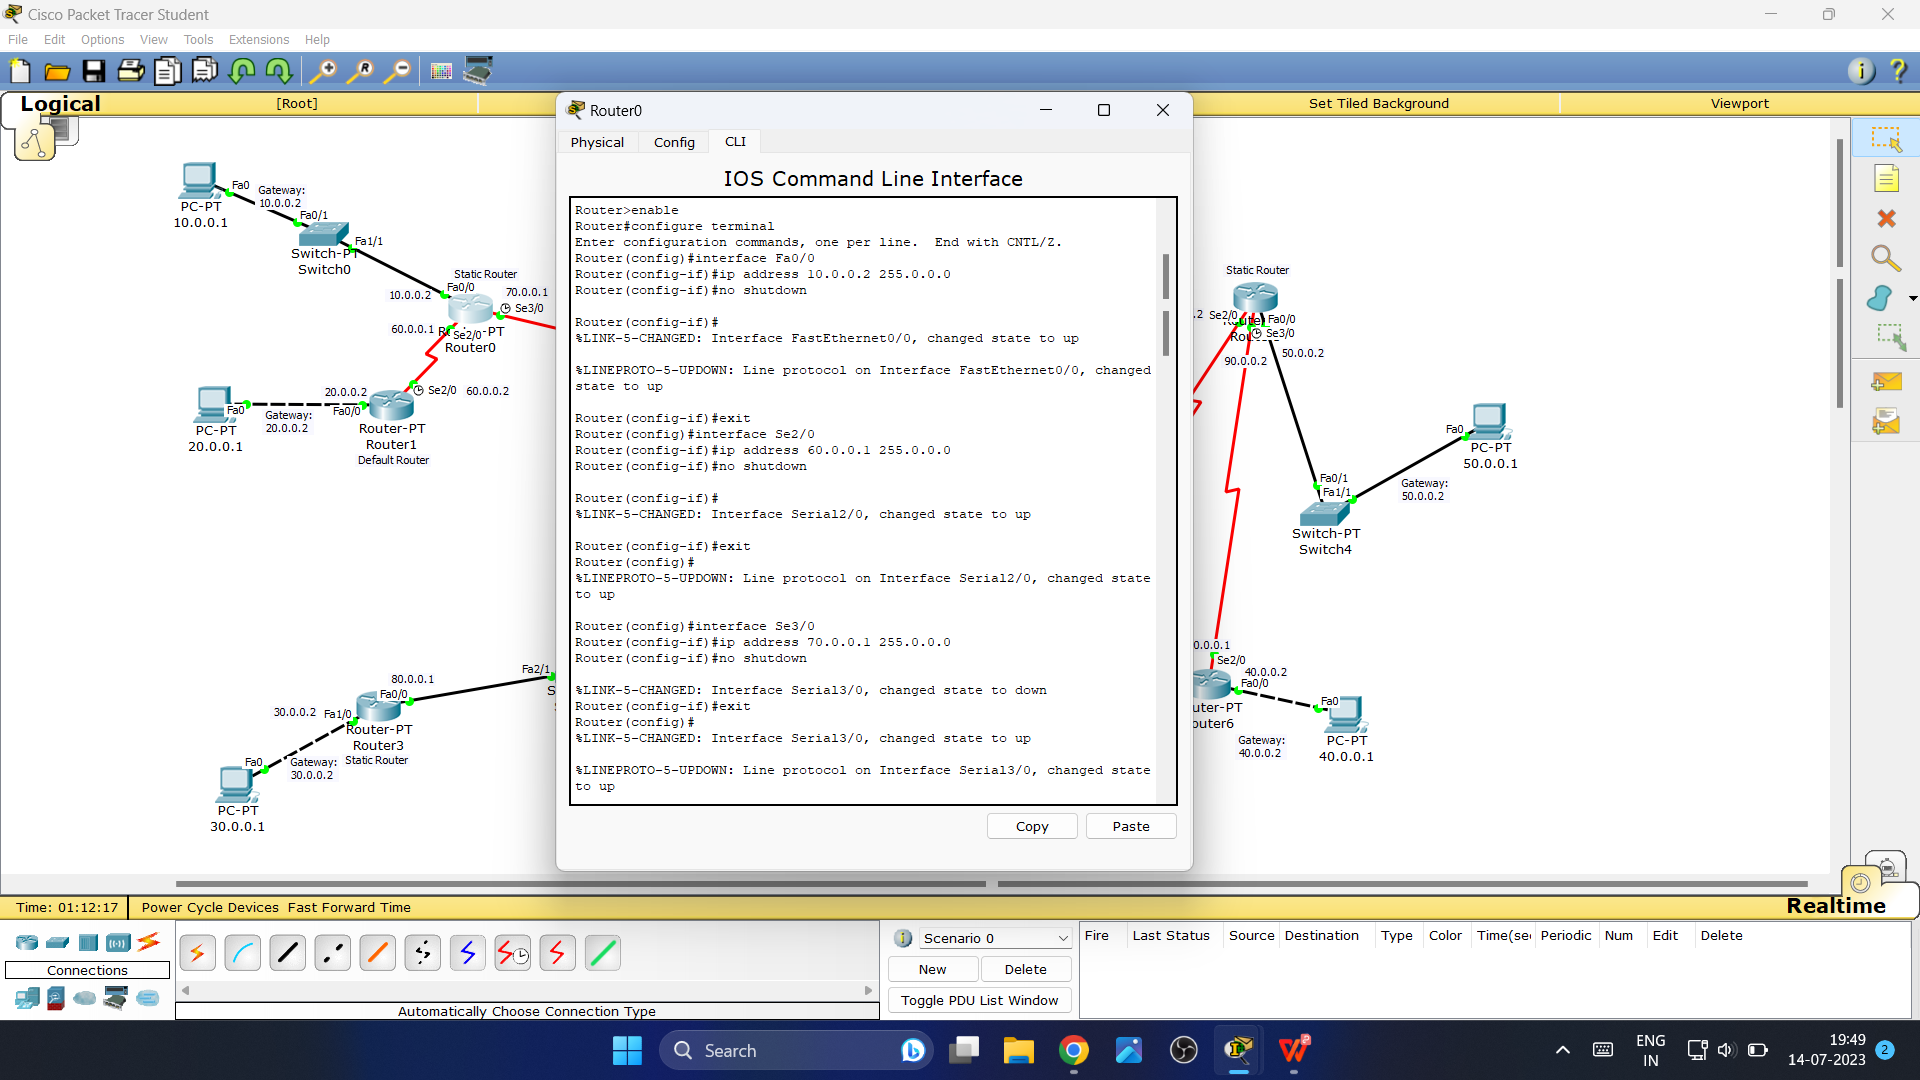 Cisco Packet Tracer Student
File Edit Options View Tools Extensions Help
Logical
[Root]
Set Tiled Background
Viewport
Router0
Physical Config CLI
IOS Command Line Interface
Router>enable
Router#configure terminal
Enter configuration commands, one per line.  End with CNTL/Z.
Router(config)#interface Fa0/0
Router(config-if)#ip address 10.0.0.2 255.0.0.0
Router(config-if)#no shutdown
Router(config-if)#
%LINK-5-CHANGED: Interface FastEthernet0/0, changed state to up
%LINEPROTO-5-UPDOWN: Line protocol on Interface FastEthernet0/0, changed
state to up
Router(config-if)#exit
Router(config)#interface Se2/0
Router(config-if)#ip address 60.0.0.1 255.0.0.0
Router(config-if)#no shutdown
Router(config-if)#
%LINK-5-CHANGED: Interface Serial2/0, changed state to up
Router(config-if)#exit
Router(config)#
%LINEPROTO-5-UPDOWN: Line protocol on Interface Serial2/0, changed state
to up
Router(config)#interface Se3/0
Router(config-if)#ip address 70.0.0.1 255.0.0.0
Router(config-if)#no shutdown
%LINK-5-CHANGED: Interface Serial3/0, changed state to down
Router(config-if)#exit
Router(config)#
%LINK-5-CHANGED: Interface Serial3/0, changed state to up
%LINEPROTO-5-UPDOWN: Line protocol on Interface Serial3/0, changed state
to up
Copy
Paste
Fa0
Gateway:
10.0.0.2
PC-PT
10.0.0.1
Fa0/1
Fa1/1
Switch-PT
Switch0
Static Router
10.0.0.2
Fa0/0
70.0.0.1
Se3/0
60.0.0.1
Se2/0
Router0
20.0.0.2
Se2/0
60.0.0.2
Fa0
Fa0/0
Gateway:
20.0.0.2
PC-PT
20.0.0.1
Router-PT
Router1
Default Router
Fa2/1
80.0.0.1
Fa0/0
30.0.0.2
Fa1/0
Router-PT
Router3
Static Router
Fa0
Gateway:
30.0.0.2
PC-PT
30.0.0.1
Static Router
.2
Se2/0
Fa0/0
Se3/0
50.0.0.2
90.0.0.2
Fa0
PC-PT
50.0.0.1
Fa0/1
Fa1/1
Gateway:
50.0.0.2
Switch-PT
Switch4
0.0.0.1
Se2/0
40.0.0.2
Fa0/0
Fa0
uter-PT
outer6
Gateway:
40.0.0.2
PC-PT
40.0.0.1
Time: 01:12:17
Power Cycle Devices Fast Forward Time
Realtime
Connections
Automatically Choose Connection Type
Scenario 0
New
Delete
Toggle PDU List Window
Fire Last Status Source Destination Type Color Time(sec Periodic Num Edit Delete
Search
ENG
IN
19:49
14-07-2023
2